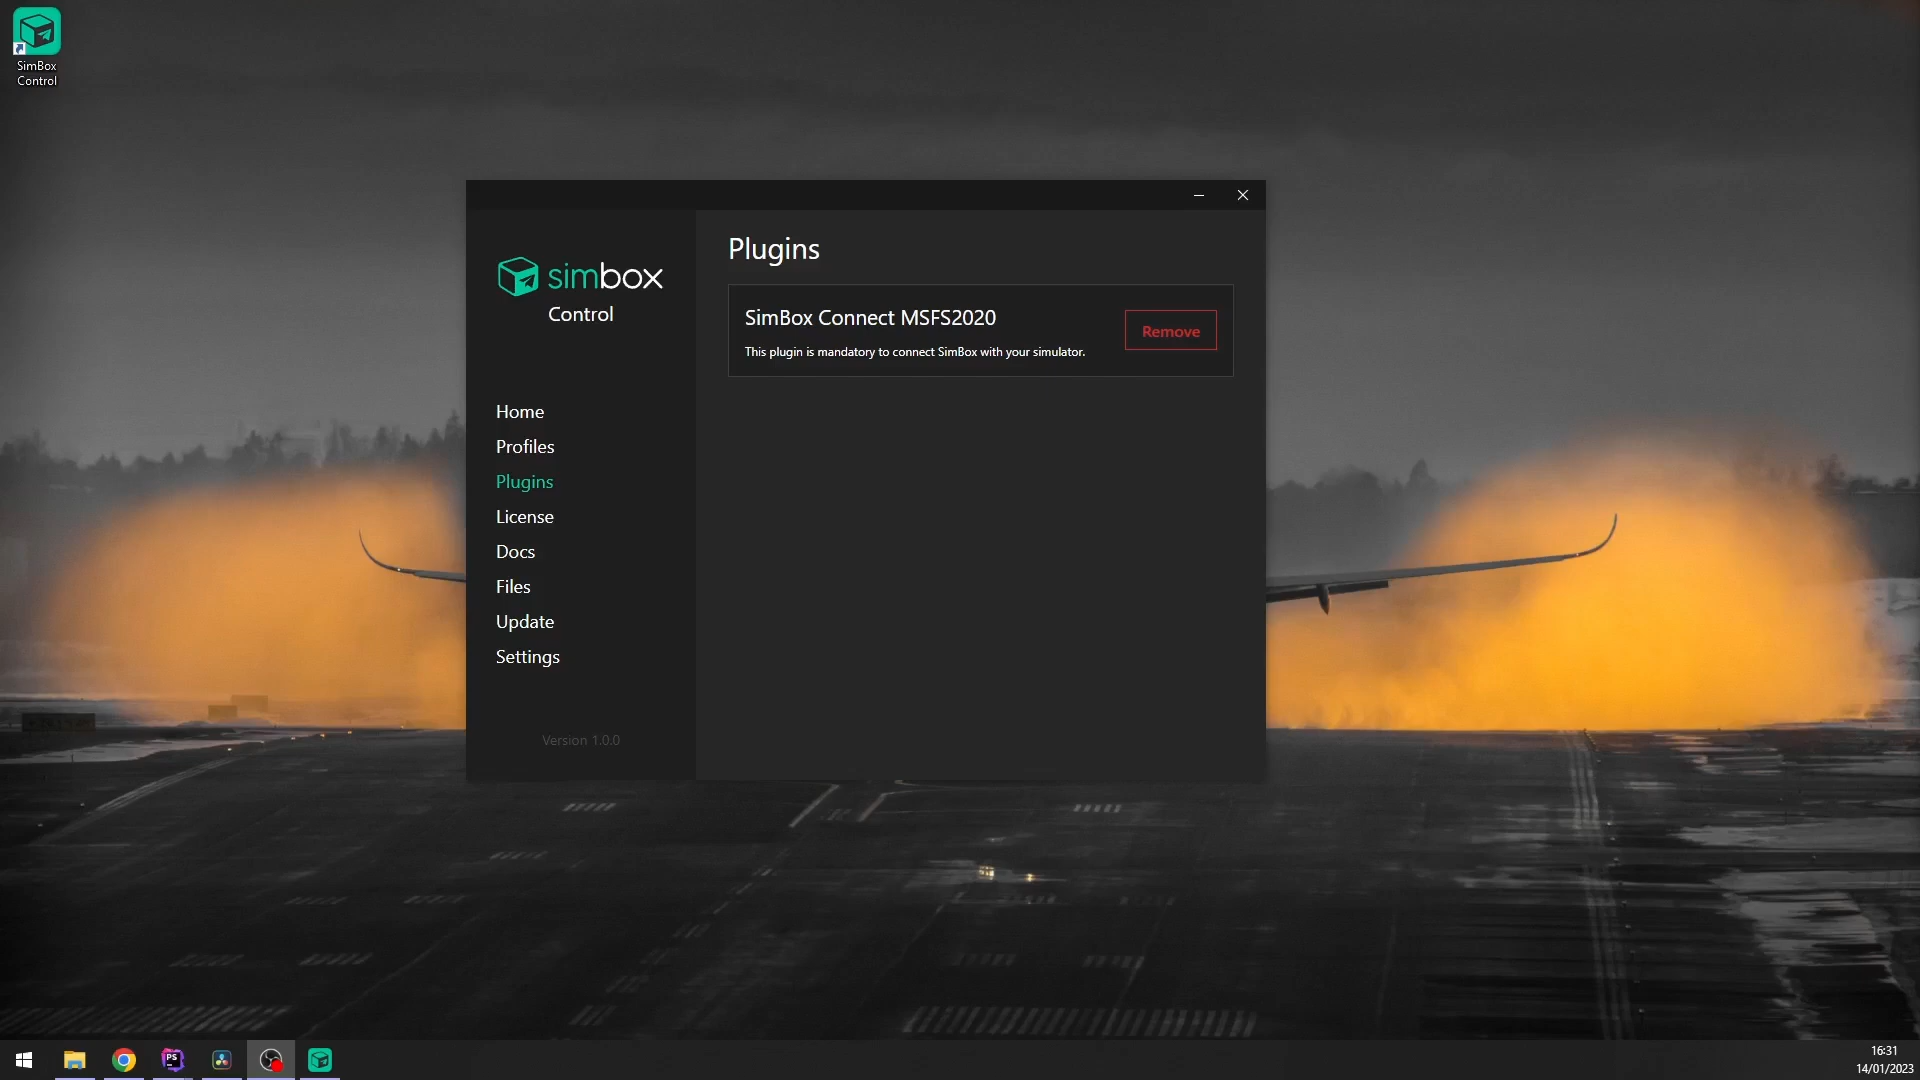 SimBox
Control
simbox
Control
Home
Profiles
Plugins
License
Docs
Files
Update
Settings
Version 1.0.0
Plugins
SimBox Connect MSFS2020
This plugin is mandatory to connect SimBox with your simulator.
Remove
PS
16:31
14/01/2023